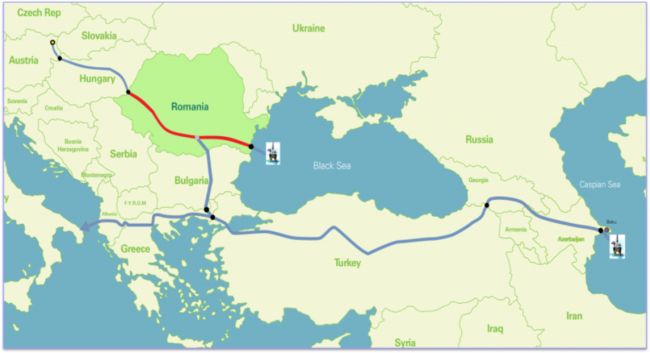 Czech Rep
Ukraine
Slovakia
Austria
Hungary
Slovenia
Croatia
Romania
Bosnia
Herzegovina
Serbia
Montenegro
Black Sea
Russia
Georgia
Caspian Sea
Bulgaria
F.Y.R.O.M
Albania
y
Greece
Turkey
Armenia
Azerbaijan
Baku
Syria
Iraq
Iran